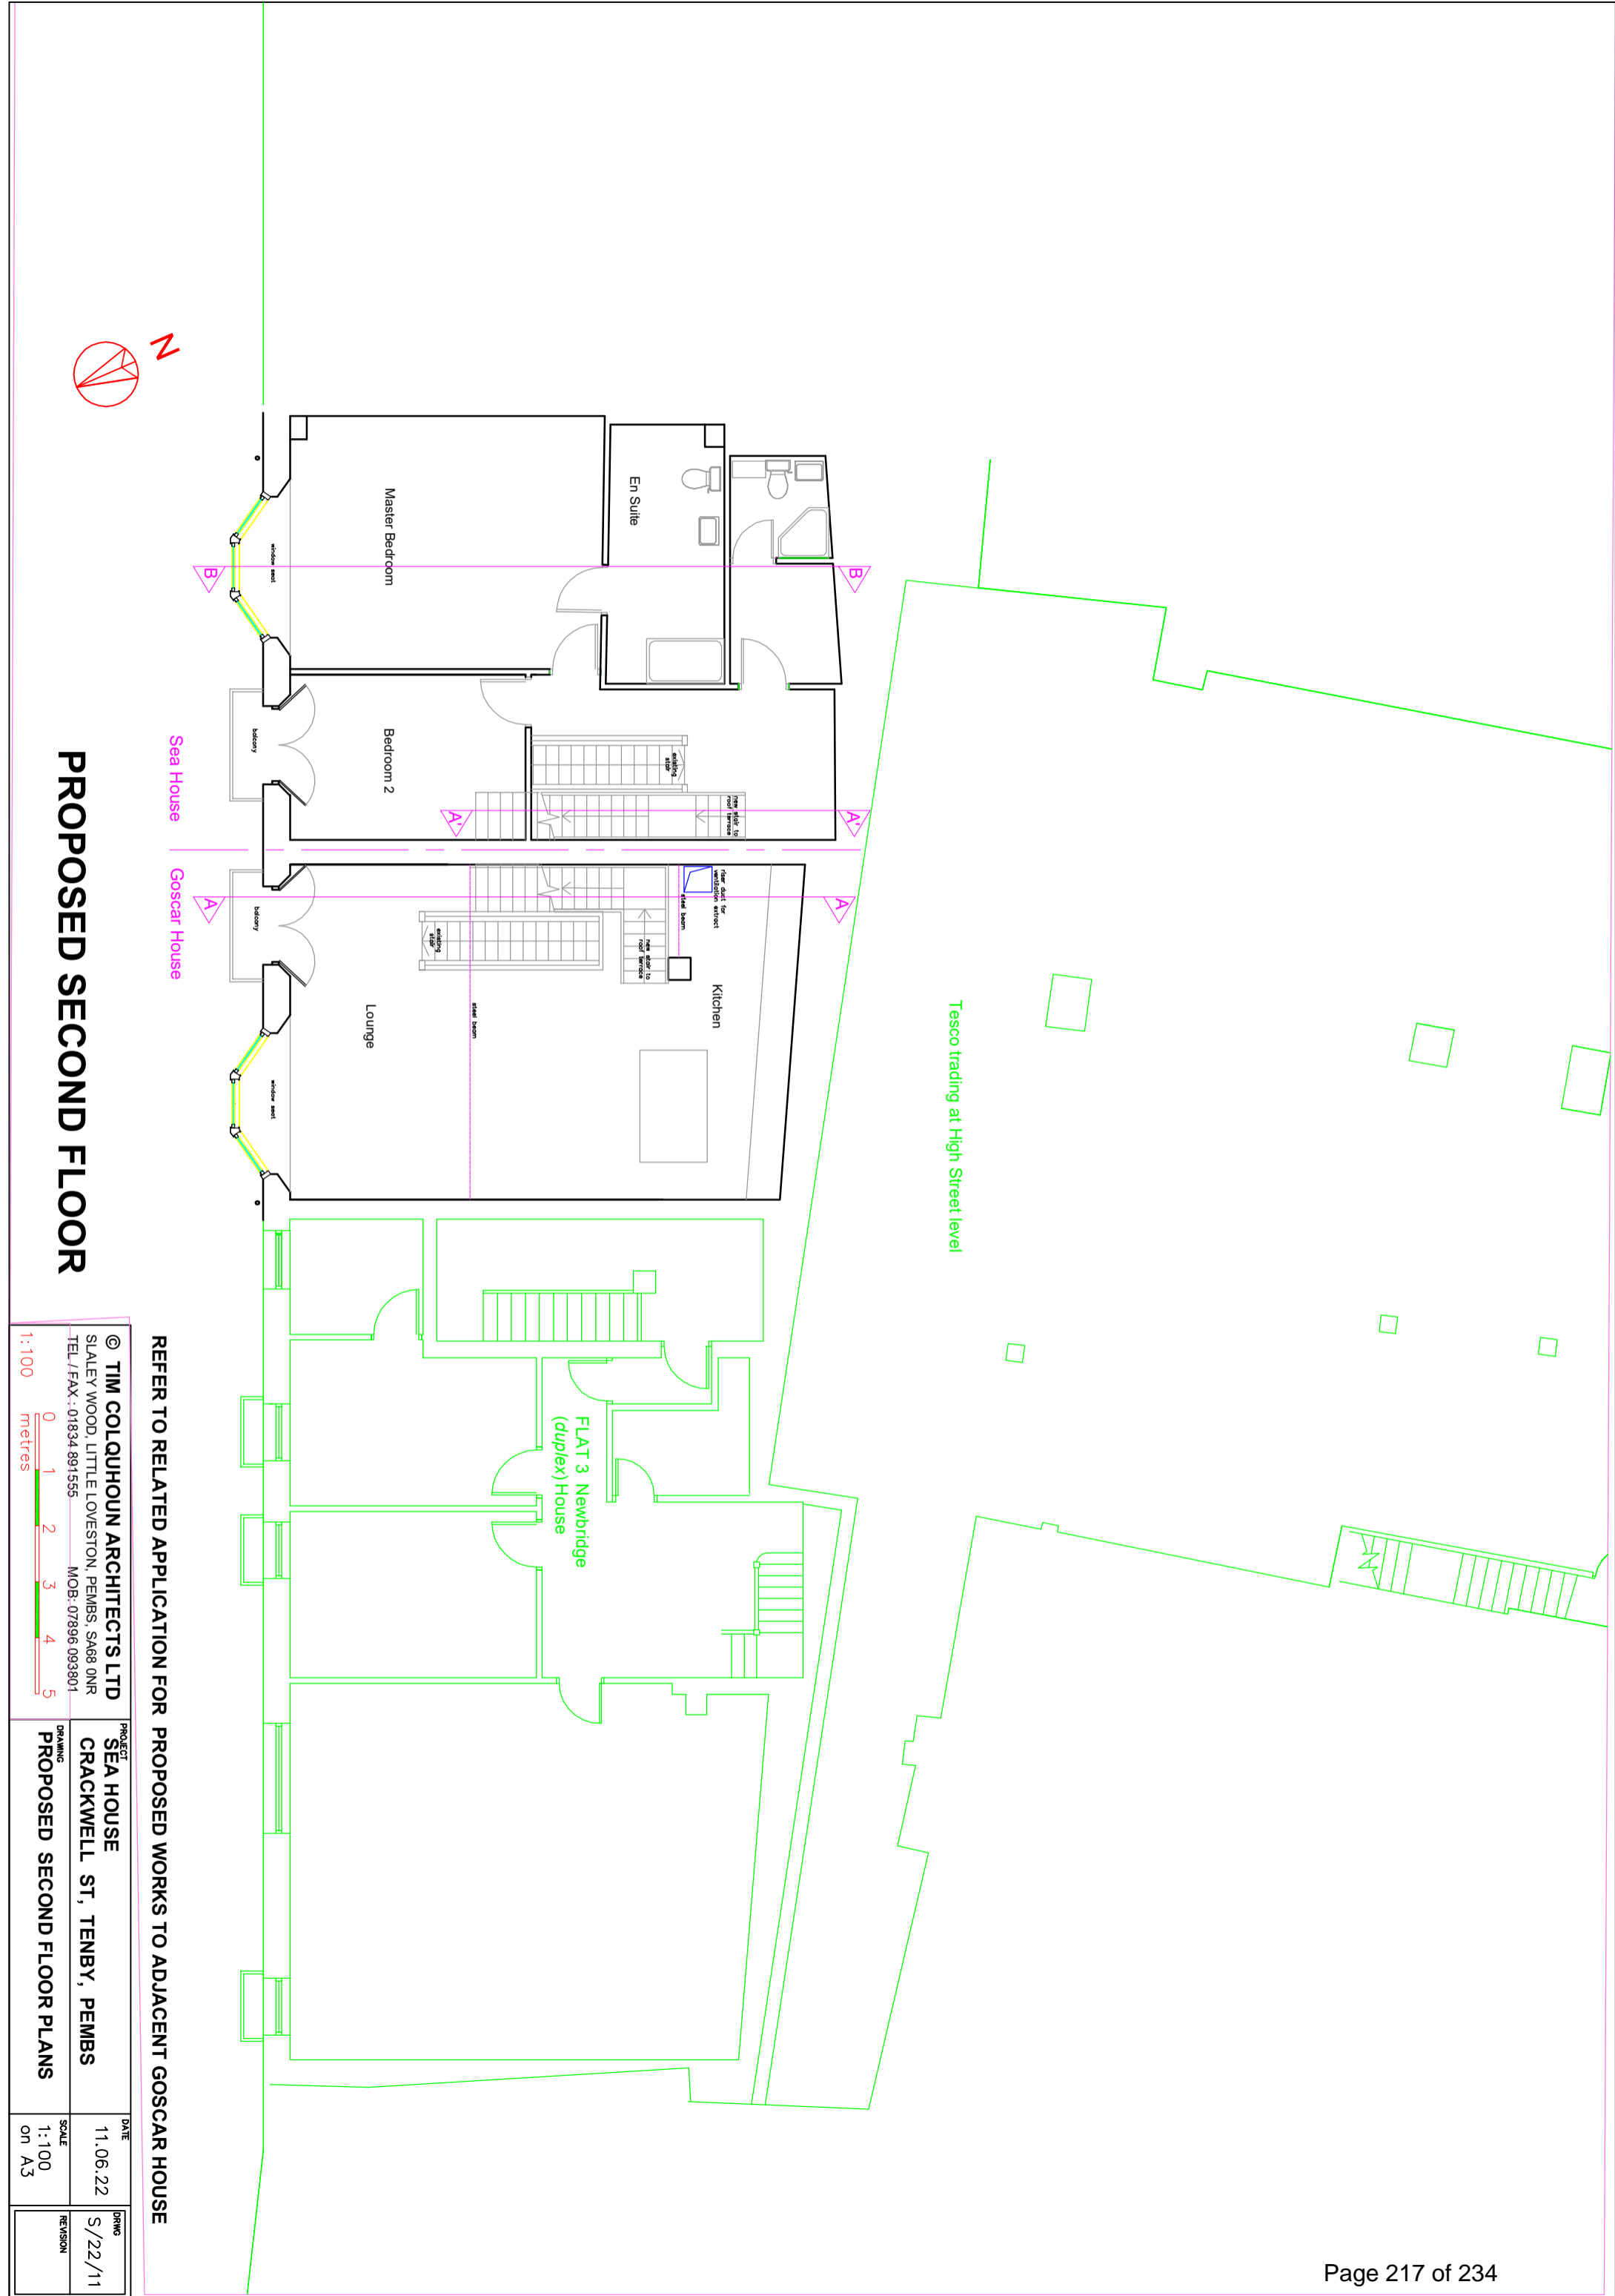 N
En Suite
Master Bedroom
window seat
B
B
Bedroom 2
balcony
existing
stair
new stair to
roof terrace
A'
A'
Sea House
Goscar House
A
A
balcony
riser duct for
ventilation extract
steel beam
existing
stair
new stair to
roof terrace
Kitchen
Lounge
steel beam
window seat
Tesco trading at High Street level
FLAT 3 Newbridge
(duplex) House
PROPOSED SECOND FLOOR
REFER TO RELATED APPLICATION FOR PROPOSED WORKS TO ADJACENT GOSCAR HOUSE
© TIM COLQUHOUN ARCHITECTS LTD
SLALEY WOOD, LITTLE LOVESTON, PEMBS, SA68 0NR
TEL / FAX : 01834 891555 MOB: 07896 093801
1:100
0 1 2 3 4 5
metres
PROJECT
SEA HOUSE
CRACKWELL ST, TENBY, PEMBS
DRAWING
PROPOSED SECOND FLOOR PLANS
DATE
11.06.22
SCALE
1:100
on A3
DRWG
S/22/11
REVISION
Page 217 of 234